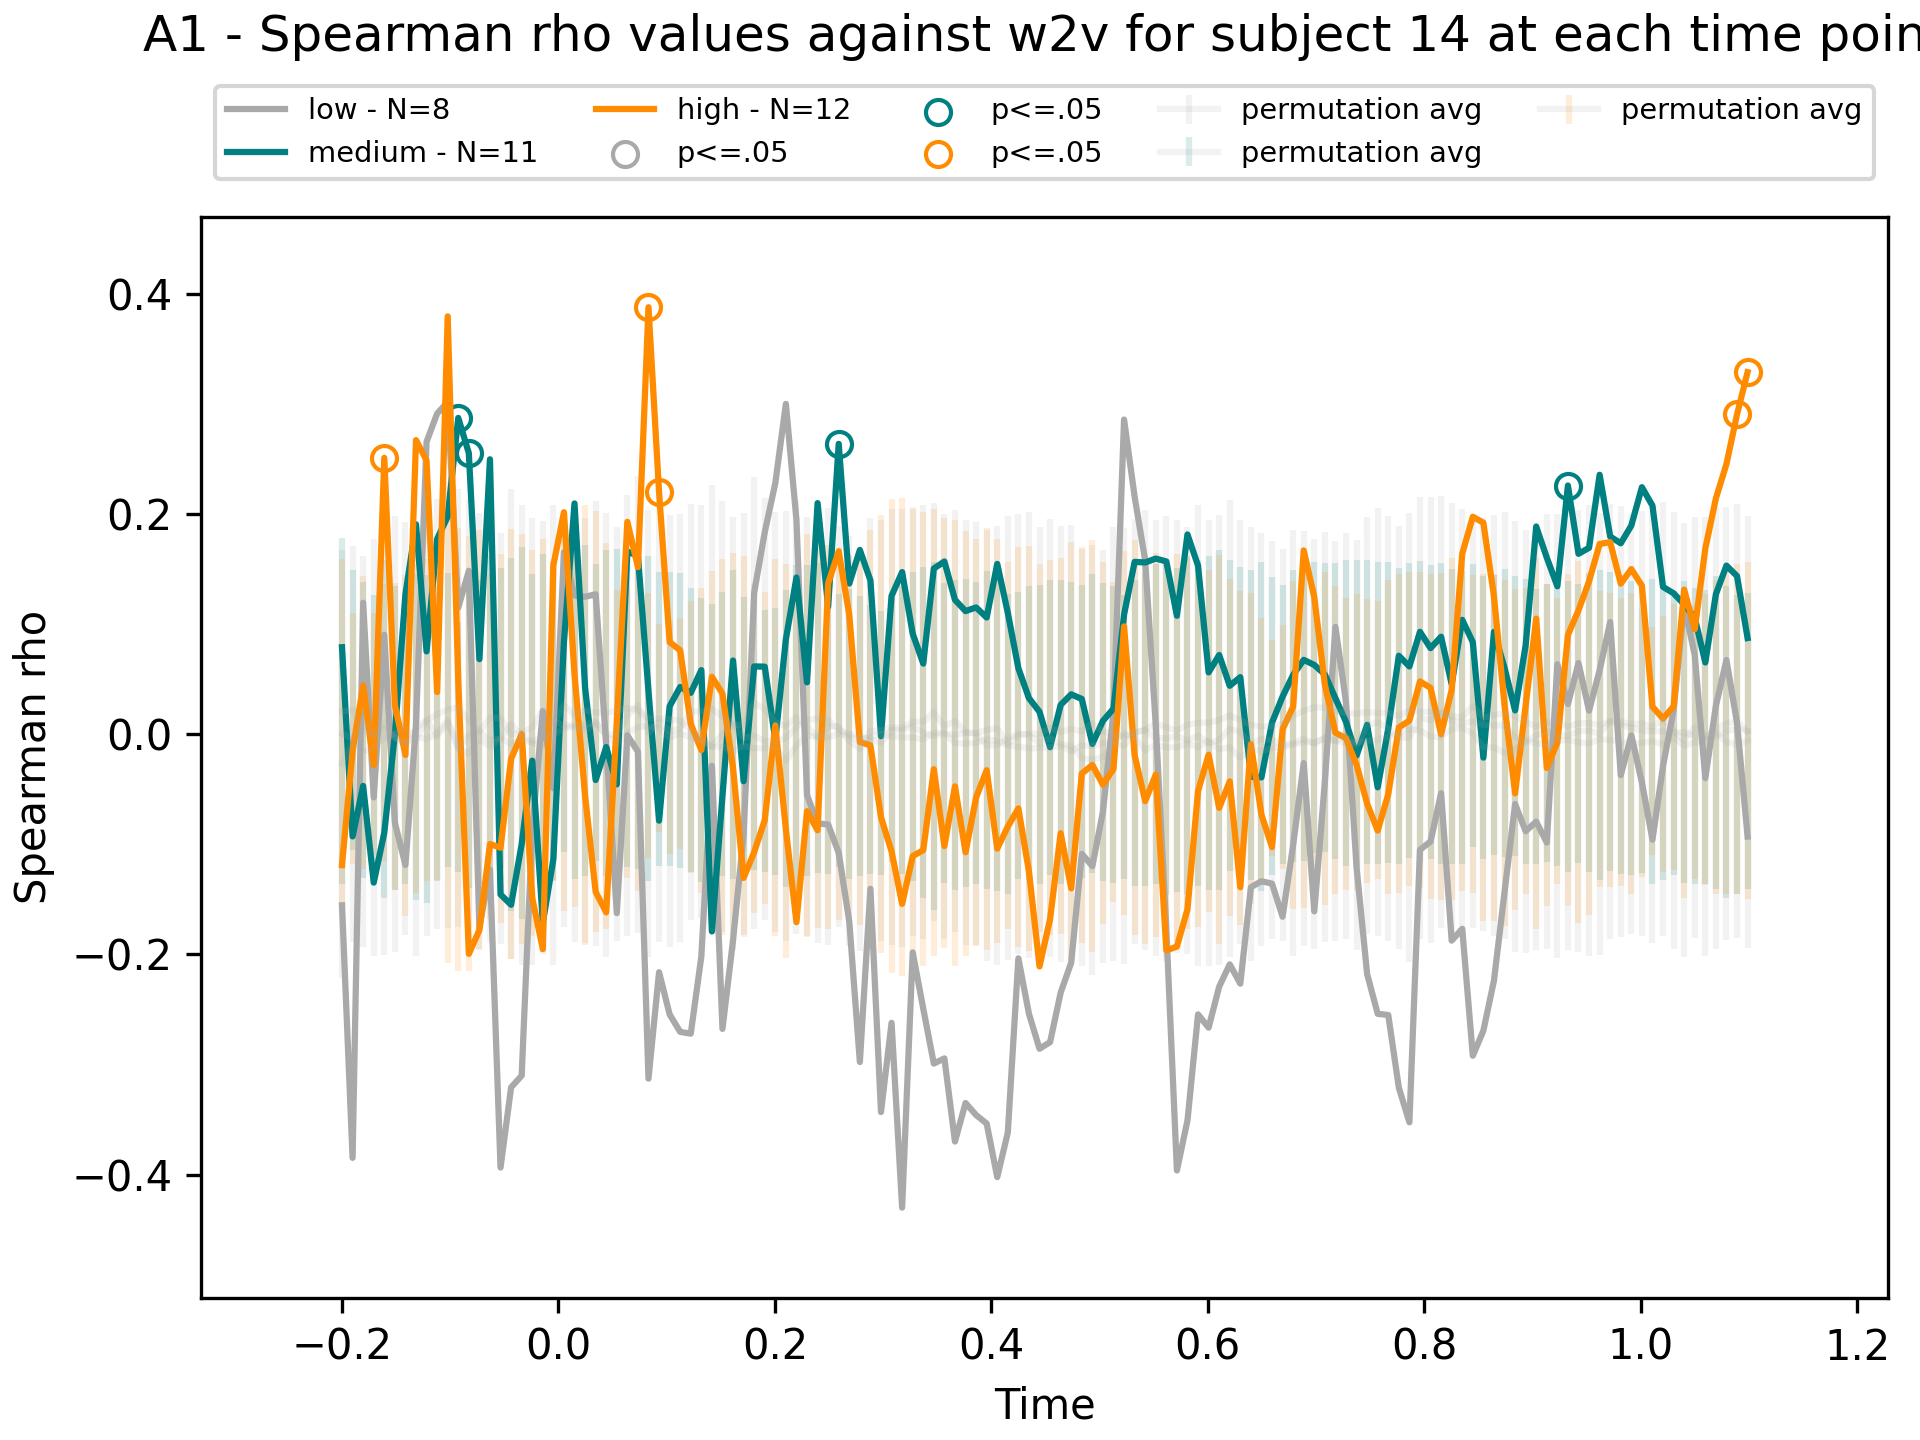 A1 - Spearman rho values against w2v for subject 14 at each time poin
low - N=8
medium - N=11
high - N=12
p<=.05
p<=.05
p<=.05
permutation avg
permutation avg
permutation avg
Spearman rho
0.4
0.2
0.0
−0.2
−0.4
−0.2 0.0 0.2 0.4 0.6 0.8 1.0 1.2
Time